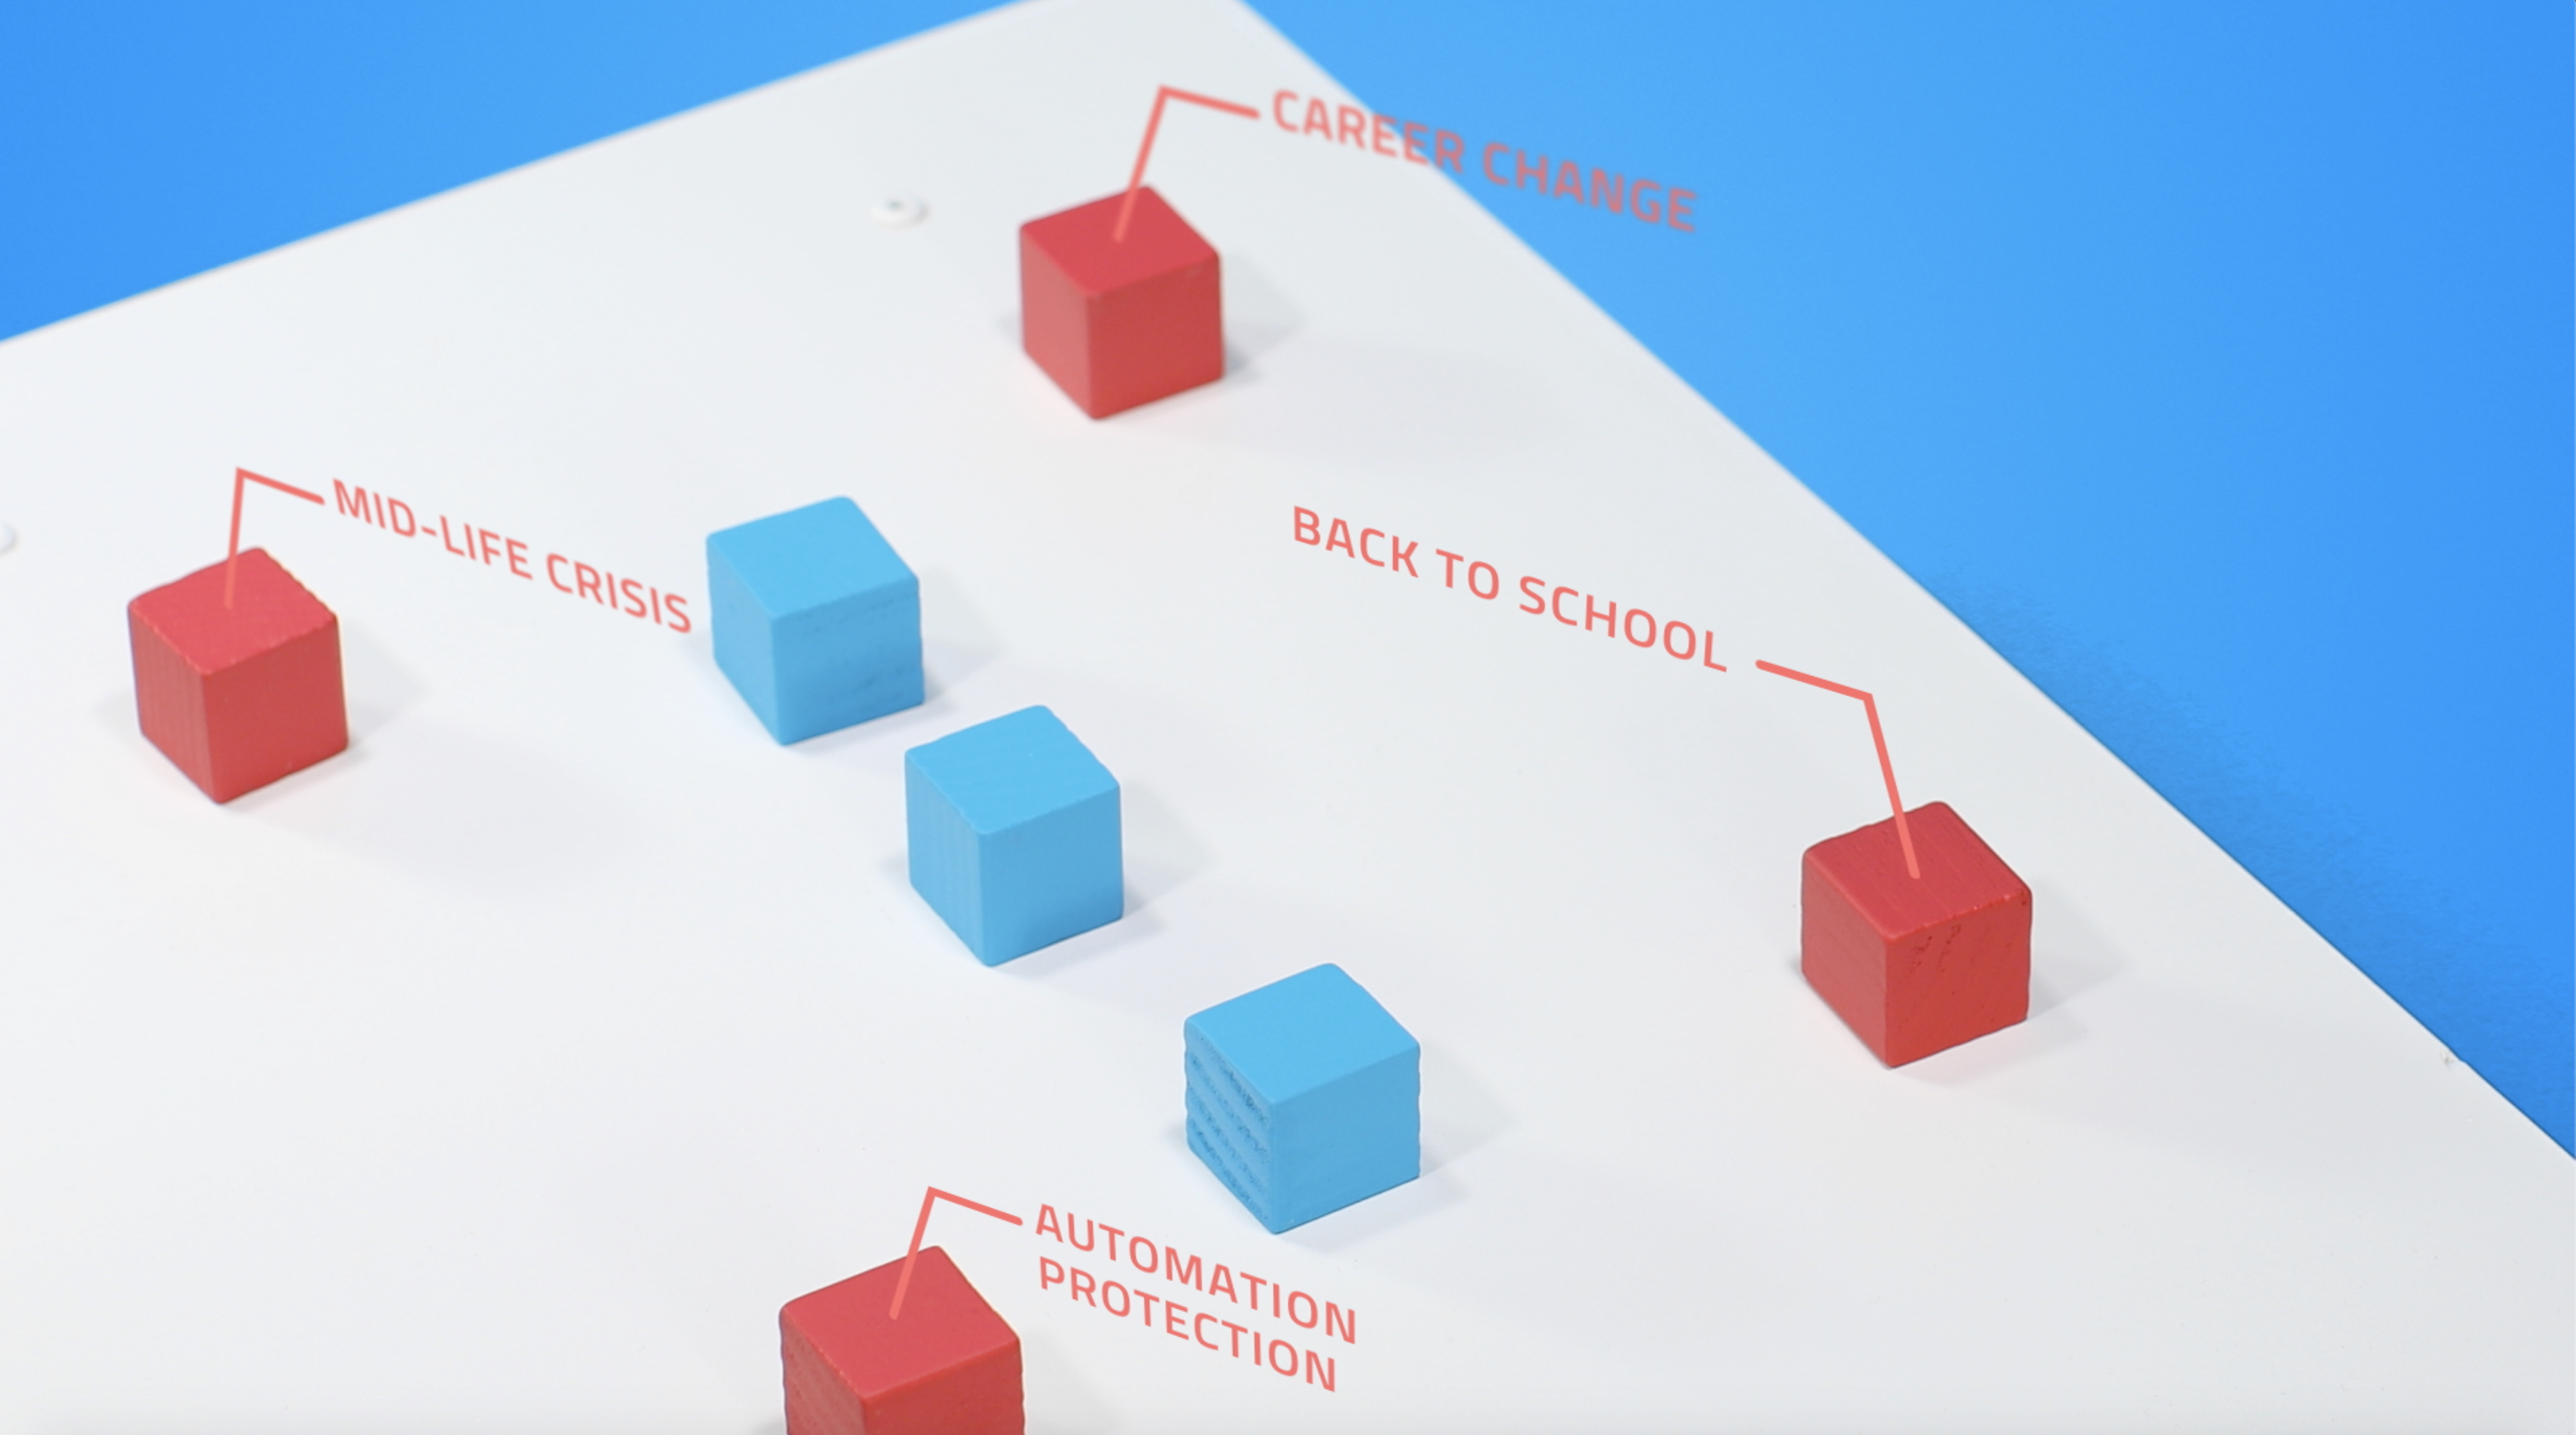 CAREER CHANGE
MID-LIFE CRISIS
BACK TO SCHOOL
AUTOMATION
PROTECTION